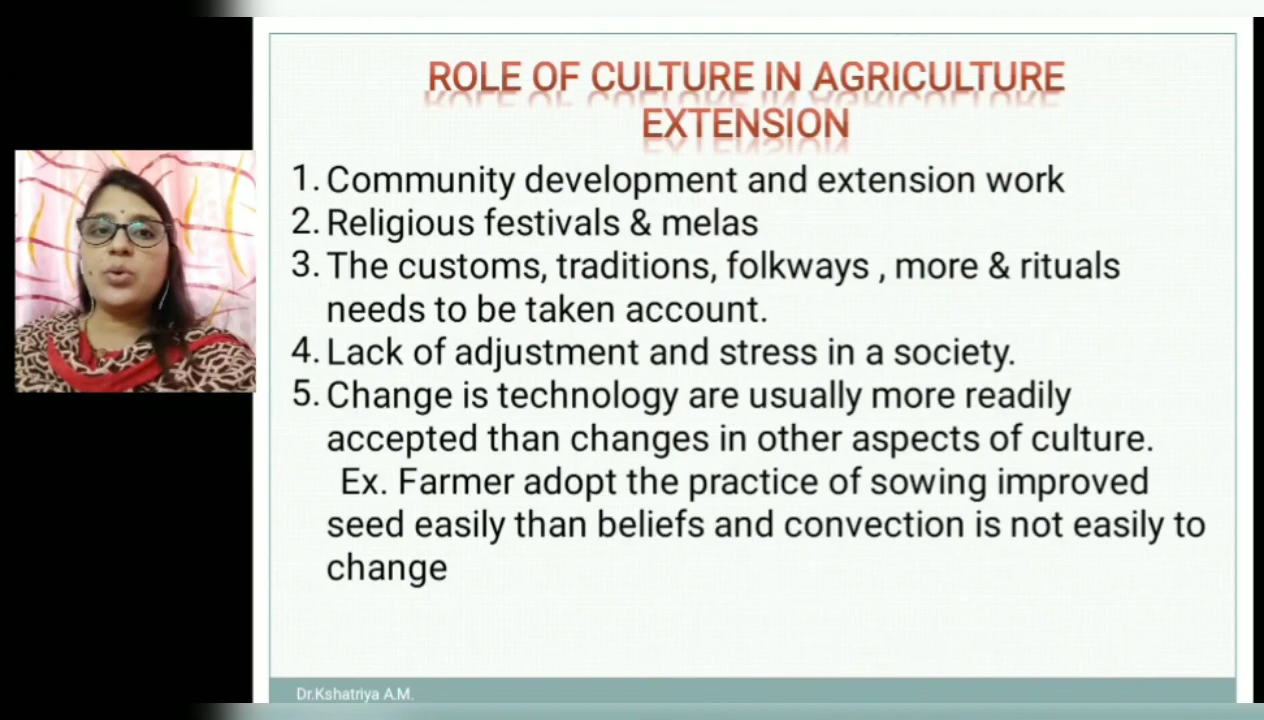 ROLE OF CULTURE IN AGRICULTURE
EXTENSION
1. Community development and extension work
2. Religious festivals & melas
3. The customs, traditions, folkways , more & rituals
needs to be taken account.
4. Lack of adjustment and stress in a society.
5. Change is technology are usually more readily
accepted than changes in other aspects of culture.
Ex. Farmer adopt the practice of sowing improved
seed easily than beliefs and convection is not easily to
change
Dr.Kshatriya A.M.